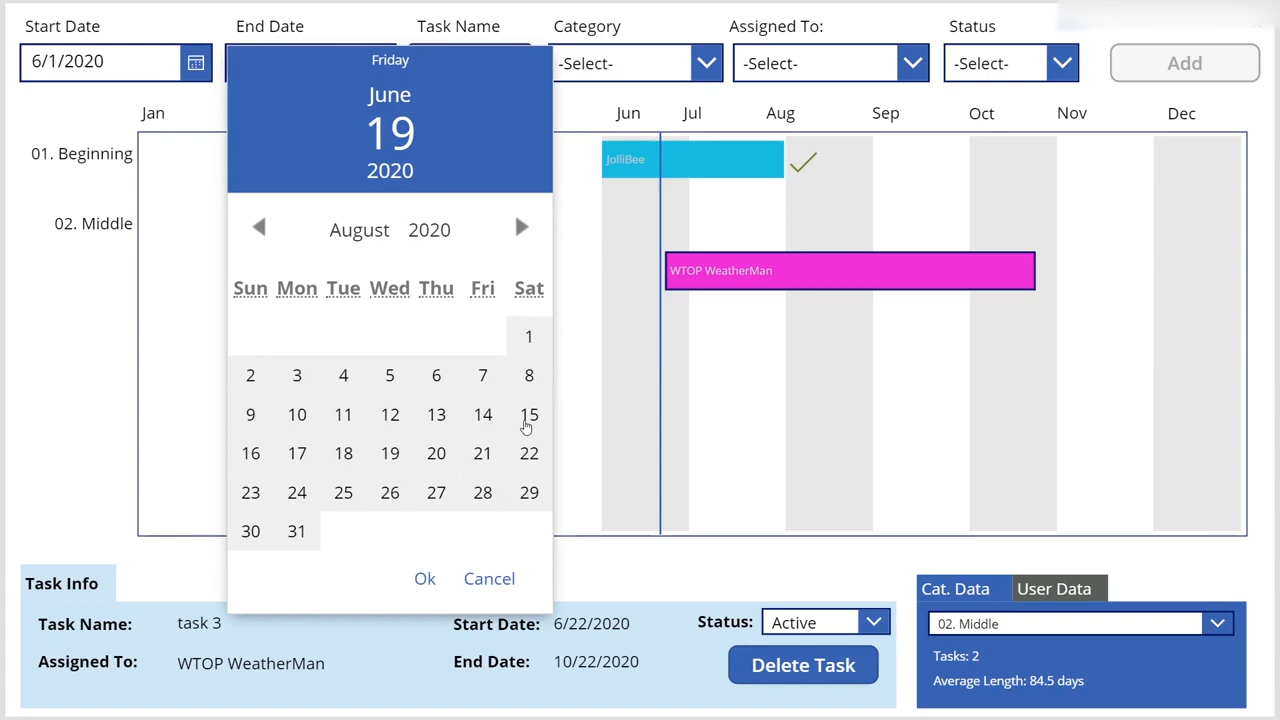 Start Date End Date Task Name Category Assigned To: Status
6/1/2020 -Select- -Select- -Select- Add
Friday
June
19
2020
Jan Jun Jul Aug Sep Oct Nov Dec
01. Beginning
JolliBee
02. Middle
WTOP WeatherMan
August 2020
Sun Mon Tue Wed Thu Fri Sat
1
2 3 4 5 6 7 8
9 10 11 12 13 14 15
16 17 18 19 20 21 22
23 24 25 26 27 28 29
30 31
Ok Cancel
Task Info
Task Name: task 3 Start Date: 6/22/2020 Status: Active
Assigned To: WTOP WeatherMan End Date: 10/22/2020 Delete Task
Cat. Data User Data
02. Middle
Tasks: 2
Average Length: 84.5 days